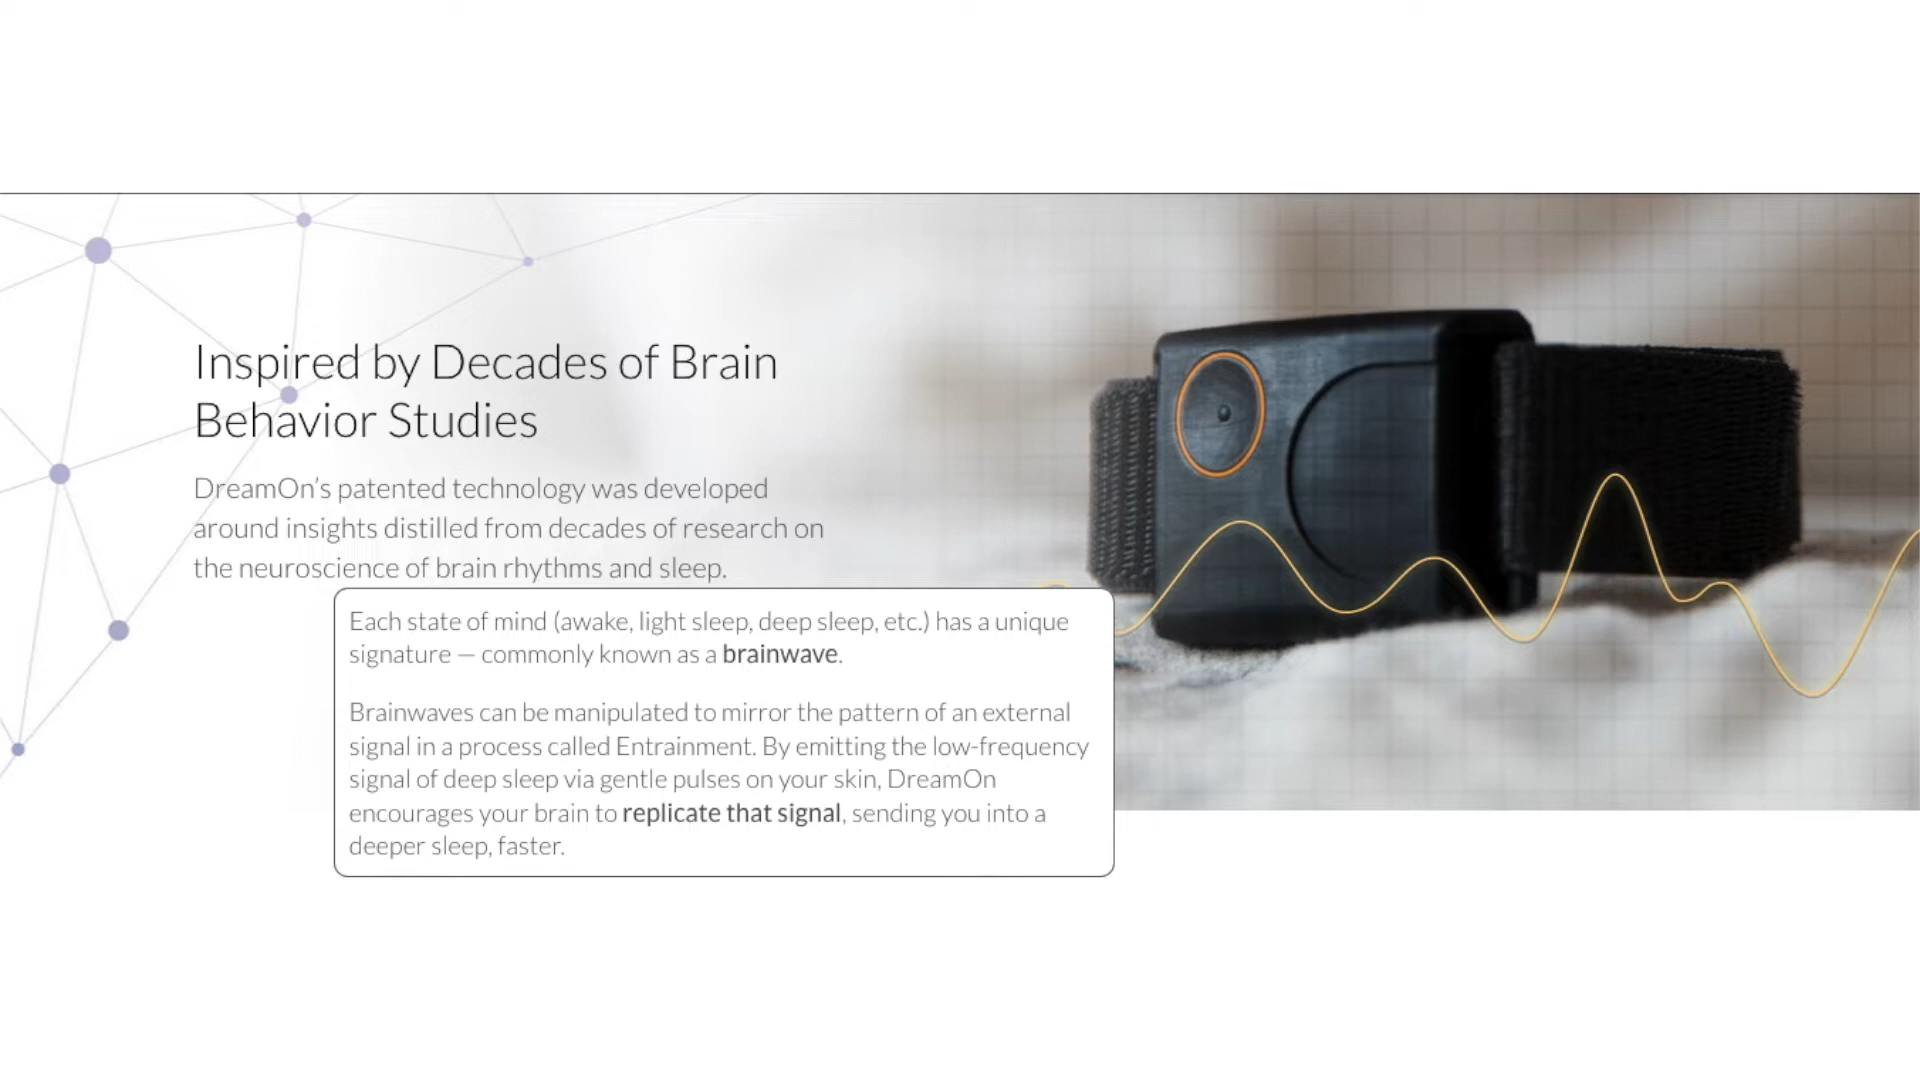 Inspired by Decades of Brain
Behavior Studies
DreamOn’s patented technology was developed
around insights distilled from decades of research on
the neuroscience of brain rhythms and sleep.
Each state of mind (awake, light sleep, deep sleep, etc.) has a unique
signature — commonly known as a brainwave.
Brainwaves can be manipulated to mirror the pattern of an external
signal in a process called Entrainment. By emitting the low-frequency
signal of deep sleep via gentle pulses on your skin, DreamOn
encourages your brain to replicate that signal, sending you into a
deeper sleep, faster.